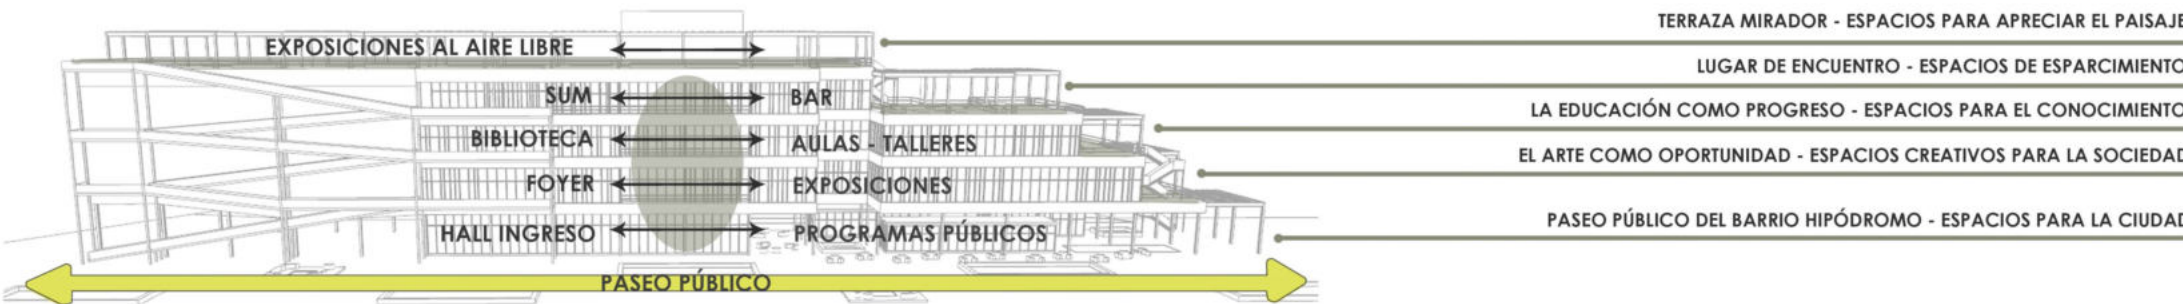 TERRAZA MIRADOR - ESPACIOS PARA APRECIAR EL PAISAJE
EXPOSICIONES AL AIRE LIBRE
LUGAR DE ENCUENTRO - ESPACIOS DE ESPARCIMIENTO
SUM BAR
LA EDUCACIÓN COMO PROGRESO - ESPACIOS PARA EL CONOCIMIENTO
BIBLIOTECA AULAS - TALLERES
EL ARTE COMO OPORTUNIDAD - ESPACIOS CREATIVOS PARA LA SOCIEDAD
FOYER EXPOSICIONES
PASEO PÚBLICO DEL BARRIO HIPÓDROMO - ESPACIOS PARA LA CIUDAD
HALL INGRESO PROGRAMAS PÚBLICOS
PASEO PÚBLICO